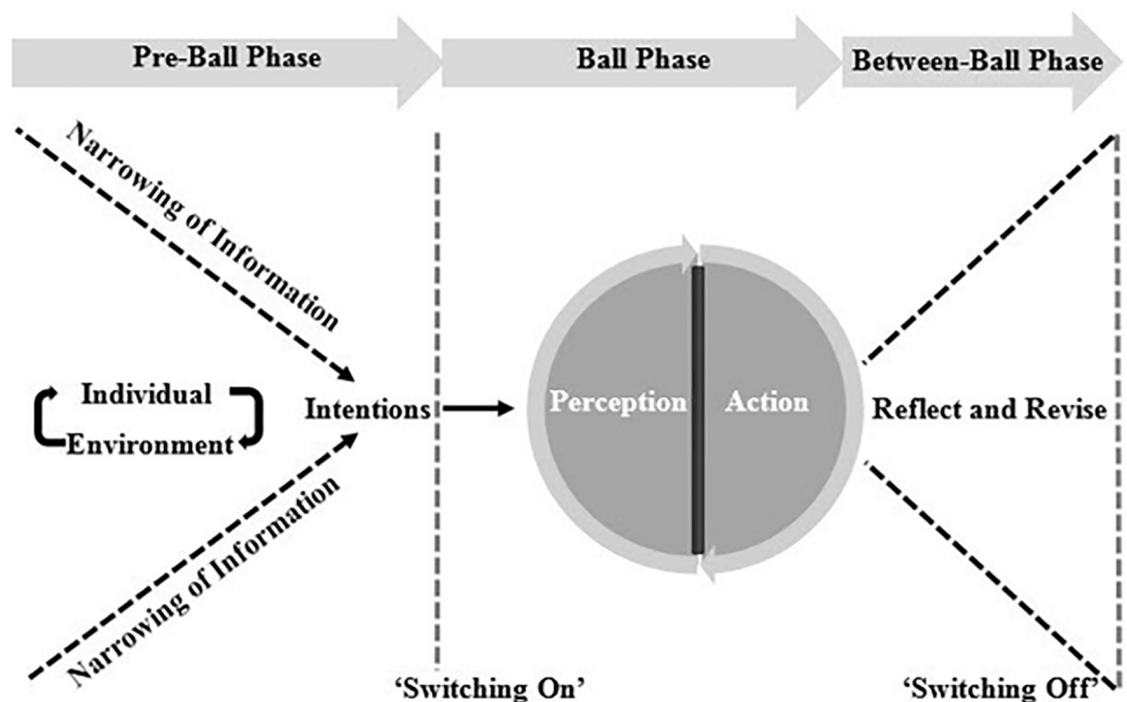 Pre-Ball Phase
Ball Phase
Between-Ball Phase
Narrowing of Information
Individual
Environment
Intentions
Perception
Action
Reflect and Revise
Narrowing of Information
‘Switching On’
‘Switching Off’